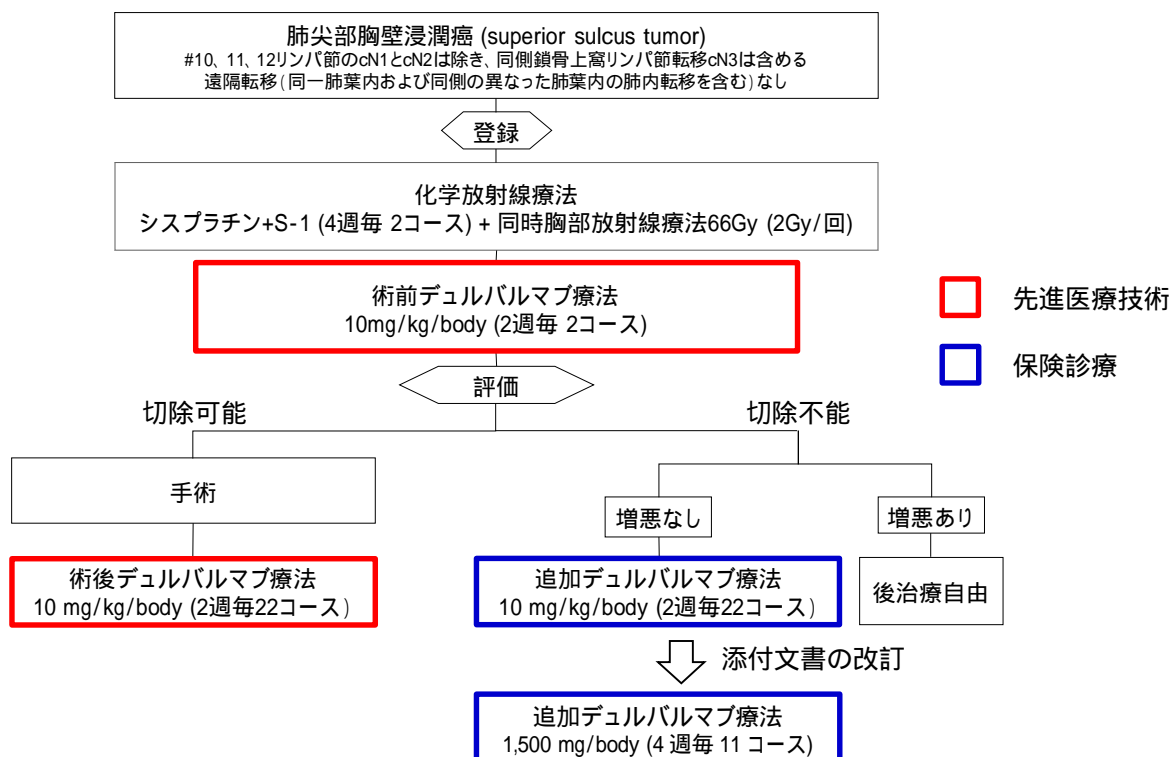 肺尖部胸壁浸潤癌 (superior sulcus tumor)
#10、11、12リンパ節のcN1とcN2は除き、同側鎖骨上窩リンパ節転移cN3は含める
遠隔転移(同一肺葉内および同側の異なった肺葉内の肺内転移を含む)なし
登録
化学放射線療法
シスプラチン+S-1 (4週毎 2コース) + 同時胸部放射線療法66Gy (2Gy/回)
術前デュルバルマブ療法
10mg/kg/body (2週毎 2コース)
先進医療技術
保険診療
評価
切除可能
切除不能
手術
増悪なし
増悪あり
術後デュルバルマブ療法
10 mg/kg/body (2週毎22コース)
追加デュルバルマブ療法
10 mg/kg/body (2週毎22コース)
後治療自由
添付文書の改訂
追加デュルバルマブ療法
1,500 mg/body (4 週毎 11 コース)